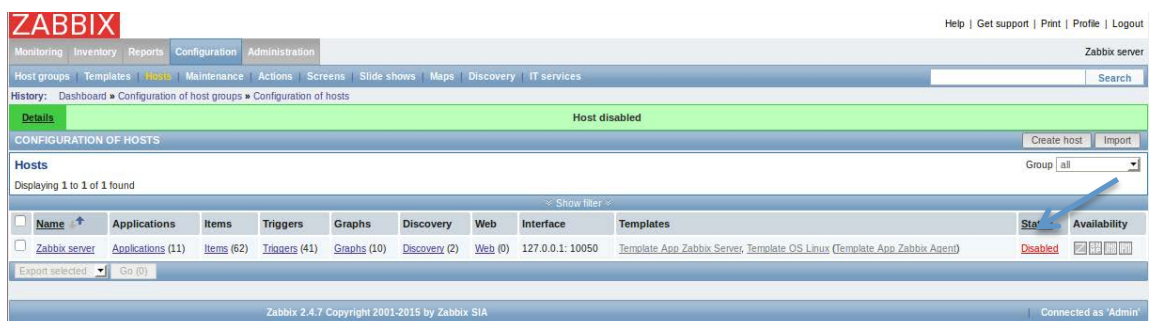 ZABBIX
Help | Get support | Print | Profile | Logout
Monitoring Inventory Reports Configuration Administration
Zabbix server
Host groups | Templates | Hosts | Maintenance | Actions | Screens | Slide shows | Maps | Discovery | IT services
Search
History: Dashboard » Configuration of host groups » Configuration of hosts
Details
Host disabled
CONFIGURATION OF HOSTS
Create host Import
Hosts
Group all
Displaying 1 to 1 of 1 found
Show filter
Name Applications Items Triggers Graphs Discovery Web Interface Templates Availability
Zabbix server Applications (11) Items (62) Triggers (41) Graphs (10) Discovery (2) Web (0) 127.0.0.1: 10050 Template App Zabbix Server, Template OS Linux (Template App Zabbix Agent) Disabled
Export selected Go (0)
Zabbix 2.4.7 Copyright 2001-2015 by Zabbix SIA
Connected as 'Admin'